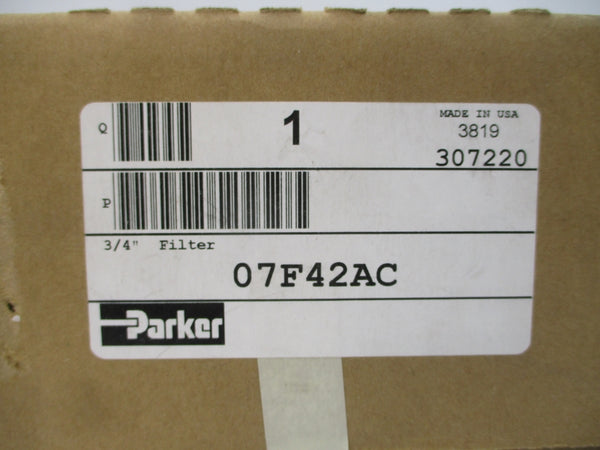 Q 1 MADE IN USA
3819
307220
P
3/4" Filter
07F42AC
Parker